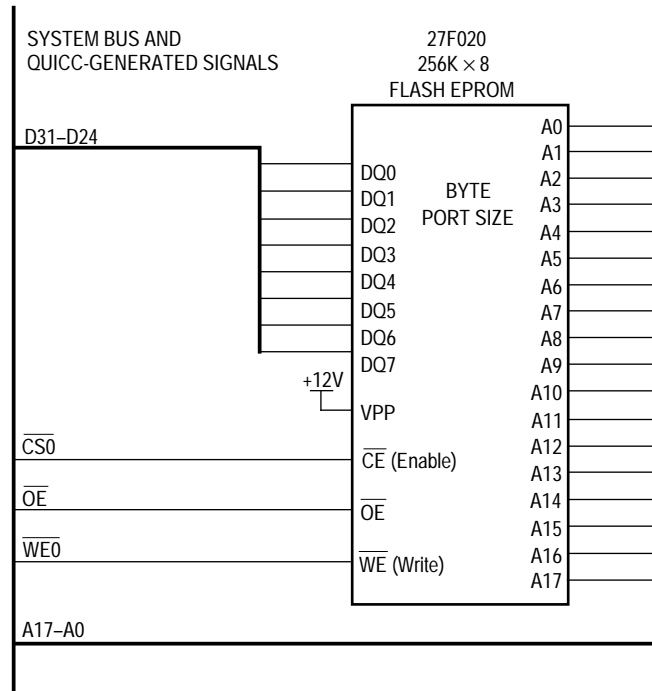 SYSTEM BUS AND
QUICC-GENERATED SIGNALS
27F020
256K × 8
FLASH EPROM
D31–D24
DQ0
DQ1
DQ2
DQ3
DQ4
DQ5
DQ6
DQ7
BYTE
PORT SIZE
+12V
VPP
CS0
CE (Enable)
OE
OE
WE0
WE (Write)
A0
A1
A2
A3
A4
A5
A6
A7
A8
A9
A10
A11
A12
A13
A14
A15
A16
A17
A17–A0